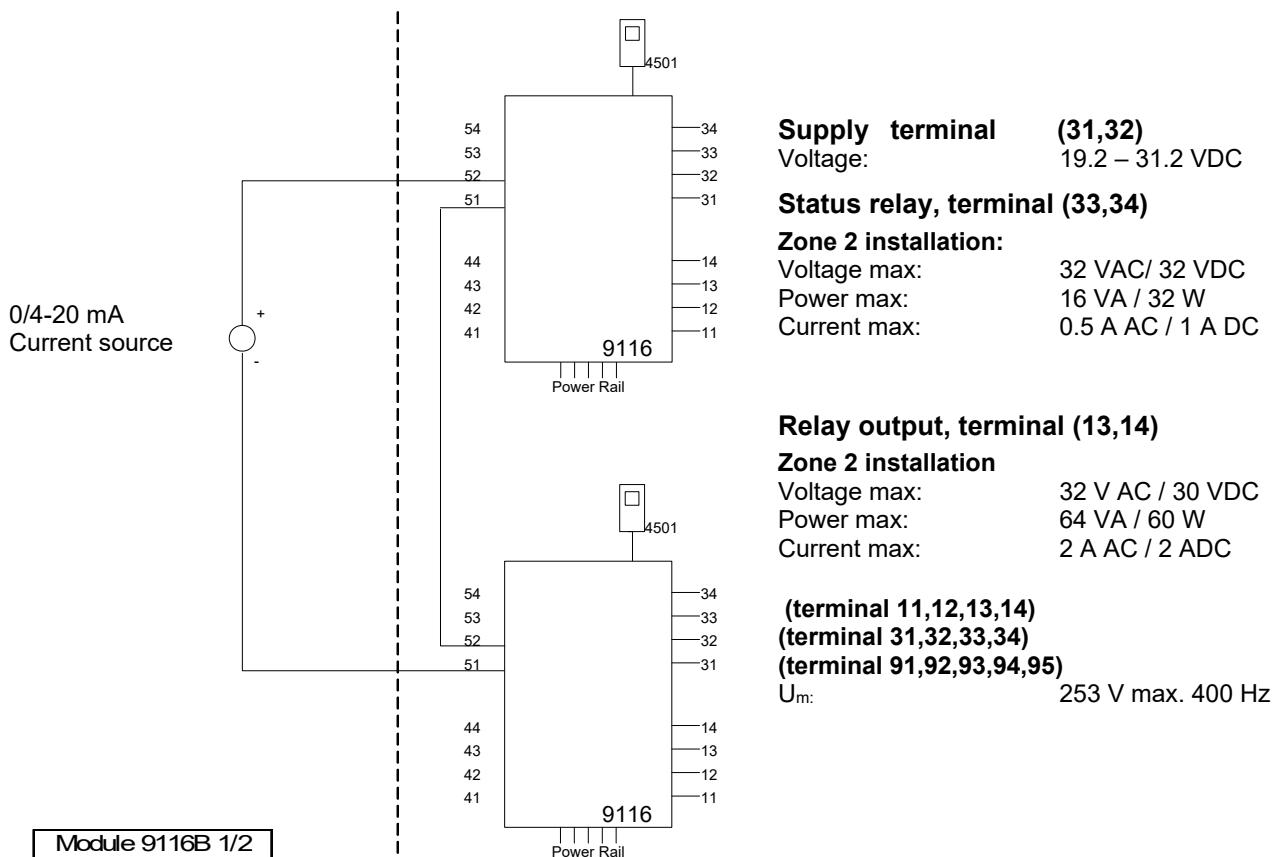 4501
54
53
52
51
44
43
42
41
34
33
32
31
14
13
12
11
9116
Power Rail
0/4-20 mA
Current source
+
-
4501
54
53
52
51
44
43
42
41
34
33
32
31
14
13
12
11
9116
Power Rail
Module 9116B 1/2
Supply terminal (31,32)
Voltage: 19.2 – 31.2 VDC
Status relay, terminal (33,34)
Zone 2 installation:
Voltage max: 32 VAC/ 32 VDC
Power max: 16 VA / 32 W
Current max: 0.5 A AC / 1 A DC
Relay output, terminal (13,14)
Zone 2 installation
Voltage max: 32 V AC / 30 VDC
Power max: 64 VA / 60 W
Current max: 2 A AC / 2 ADC
(terminal 11,12,13,14)
(terminal 31,32,33,34)
(terminal 91,92,93,94,95)
Um: 253 V max. 400 Hz